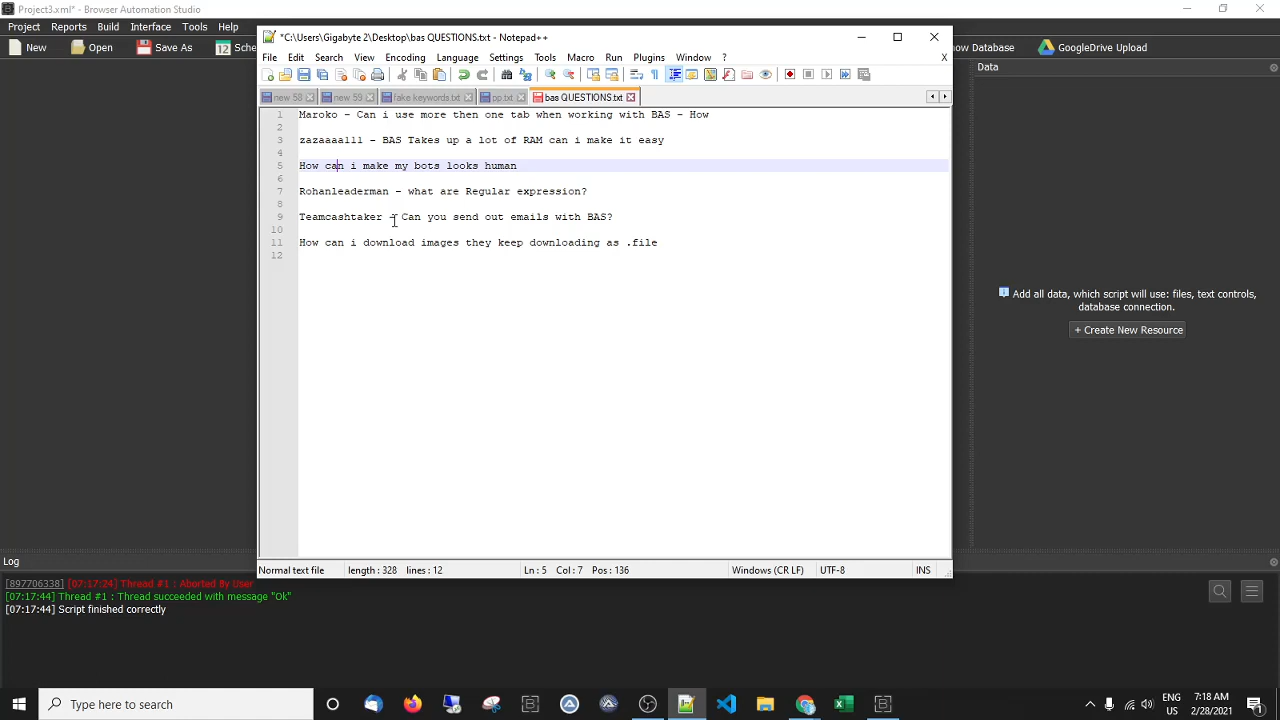 Project3.xml* - Browser Automation Studio
Project Reports Build Interface Tools Help
New Open Save As
Show Database GoogleDrive Upload
Data
*C:\Users\Gigabyte 2\Desktop\bas QUESTIONS.txt - Notepad++
File Edit Search View Encoding Language Settings Tools Macro Run Plugins Window ? X
new 58 new 59 fake keywords.txt pp.txt bas QUESTIONS.txt
1 Maroko - Can i use more then one tab when working with BAS - How
2
3 zazaaaalll - BAS Takes up a lot of RAM can i make it easy
4
5 How can i make my bots looks human
6
7 Rohanleaderman - what are Regular expression?
8
9 Teamcashtaker - Can you send out emails with BAS?
10
11 How can i download images they keep downloading as .file
12
Add all data, which script will use: files, text controls,
database connection.
+ Create New Resource
Normal text file length : 328 lines : 12 Ln : 5 Col : 7 Pos : 136 Windows (CR LF) UTF-8 INS
Log
[897706338] [07:17:24] Thread #1 : Aborted By User
[07:17:44] Thread #1 : Thread succeeded with message "Ok"
[07:17:44] Script finished correctly
Type here to search
ENG
US
7:18 AM
2/28/2021
1